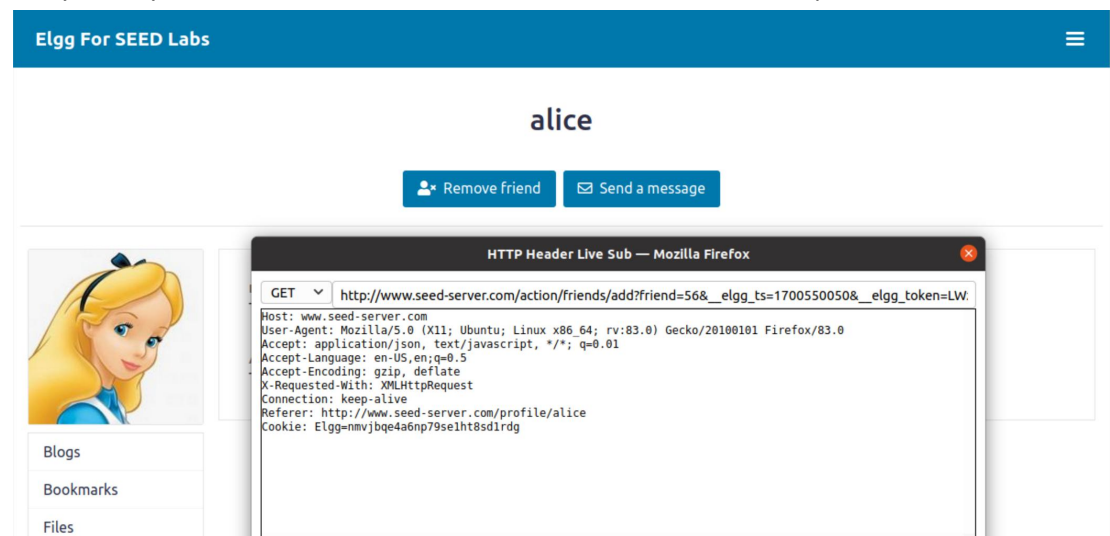 Elgg For SEED Labs
alice
Remove friend
Send a message
HTTP Header Live Sub — Mozilla Firefox
GET http://www.seed-server.com/action/friends/add?friend=56&__elgg_ts=1700550050&__elgg_token=LW
Host: www.seed-server.com
User-Agent: Mozilla/5.0 (X11; Ubuntu; Linux x86_64; rv:83.0) Gecko/20100101 Firefox/83.0
Accept: application/json, text/javascript, */*; q=0.01
Accept-Language: en-US,en;q=0.5
Accept-Encoding: gzip, deflate
X-Requested-With: XMLHttpRequest
Connection: keep-alive
Referer: http://www.seed-server.com/profile/alice
Cookie: Elgg=nmvjbqe4a6np79se1ht8sd1rdg
Blogs
Bookmarks
Files